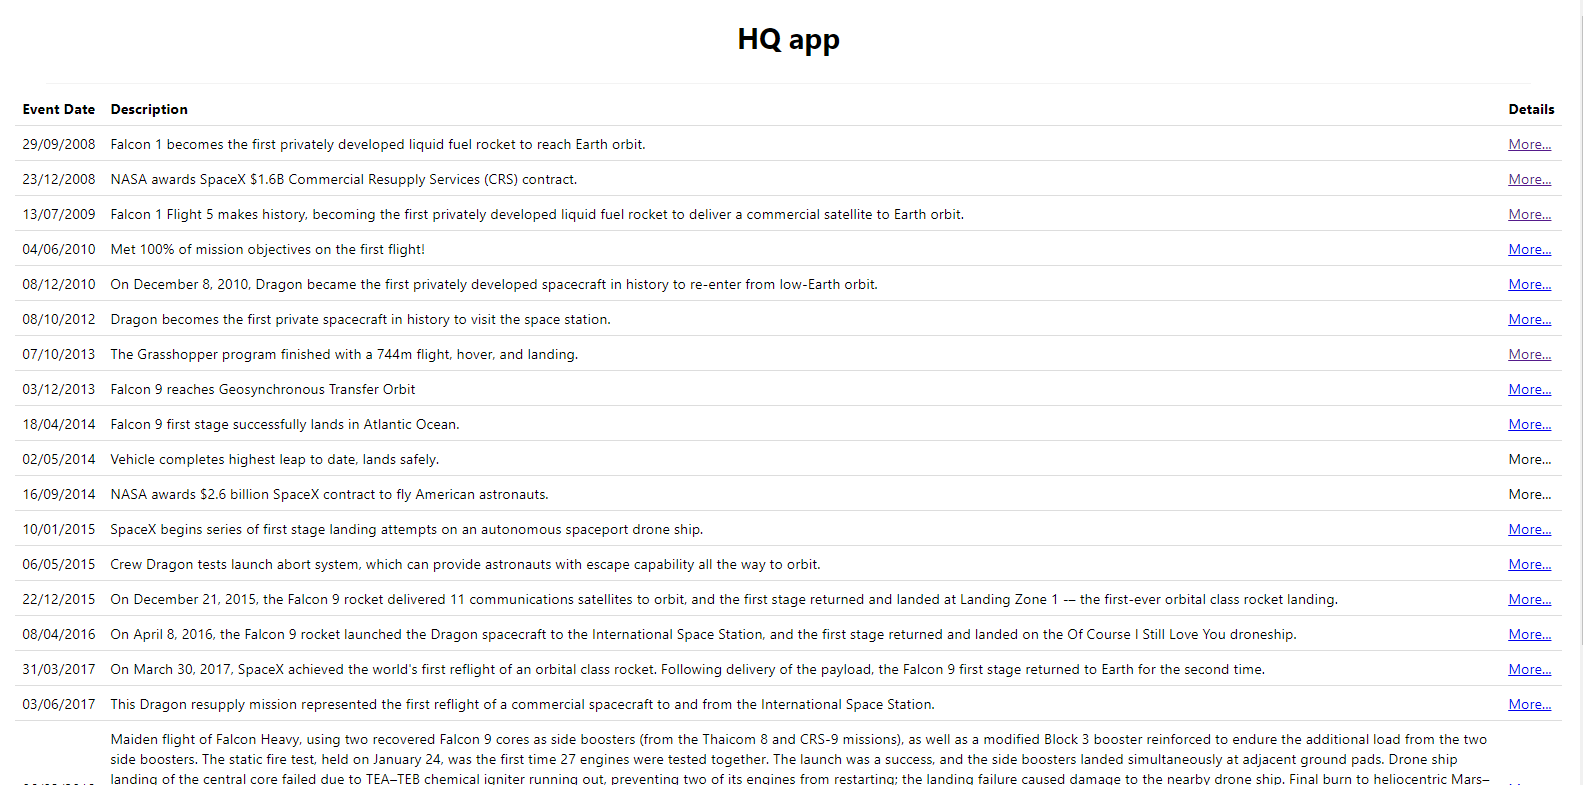 HQ app
Event Date Description Details
29/09/2008 Falcon 1 becomes the first privately developed liquid fuel rocket to reach Earth orbit. More...
23/12/2008 NASA awards SpaceX $1.6B Commercial Resupply Services (CRS) contract. More...
13/07/2009 Falcon 1 Flight 5 makes history, becoming the first privately developed liquid fuel rocket to deliver a commercial satellite to Earth orbit. More...
04/06/2010 Met 100% of mission objectives on the first flight! More...
08/12/2010 On December 8, 2010, Dragon became the first privately developed spacecraft in history to re-enter from low-Earth orbit. More...
08/10/2012 Dragon becomes the first private spacecraft in history to visit the space station. More...
07/10/2013 The Grasshopper program finished with a 744m flight, hover, and landing. More...
03/12/2013 Falcon 9 reaches Geosynchronous Transfer Orbit More...
18/04/2014 Falcon 9 first stage successfully lands in Atlantic Ocean. More...
02/05/2014 Vehicle completes highest leap to date, lands safely. More...
16/09/2014 NASA awards $2.6 billion SpaceX contract to fly American astronauts. More...
10/01/2015 SpaceX begins series of first stage landing attempts on an autonomous spaceport drone ship. More...
06/05/2015 Crew Dragon tests launch abort system, which can provide astronauts with escape capability all the way to orbit. More...
22/12/2015 On December 21, 2015, the Falcon 9 rocket delivered 11 communications satellites to orbit, and the first stage returned and landed at Landing Zone 1 -– the first-ever orbital class rocket landing. More...
08/04/2016 On April 8, 2016, the Falcon 9 rocket launched the Dragon spacecraft to the International Space Station, and the first stage returned and landed on the Of Course I Still Love You droneship. More...
31/03/2017 On March 30, 2017, SpaceX achieved the world's first reflight of an orbital class rocket. Following delivery of the payload, the Falcon 9 first stage returned to Earth for the second time. More...
03/06/2017 This Dragon resupply mission represented the first reflight of a commercial spacecraft to and from the International Space Station. More...
Maiden flight of Falcon Heavy, using two recovered Falcon 9 cores as side boosters (from the Thaicom 8 and CRS-9 missions), as well as a modified Block 3 booster reinforced to endure the additional load from the two
side boosters. The static fire test, held on January 24, was the first time 27 engines were tested together. The launch was a success, and the side boosters landed simultaneously at adjacent ground pads. Drone ship
landing of the central core failed due to TEA–TEB chemical igniter running out, preventing two of its engines from restarting; the landing failure caused damage to the nearby drone ship. Final burn to heliocentric Mars–